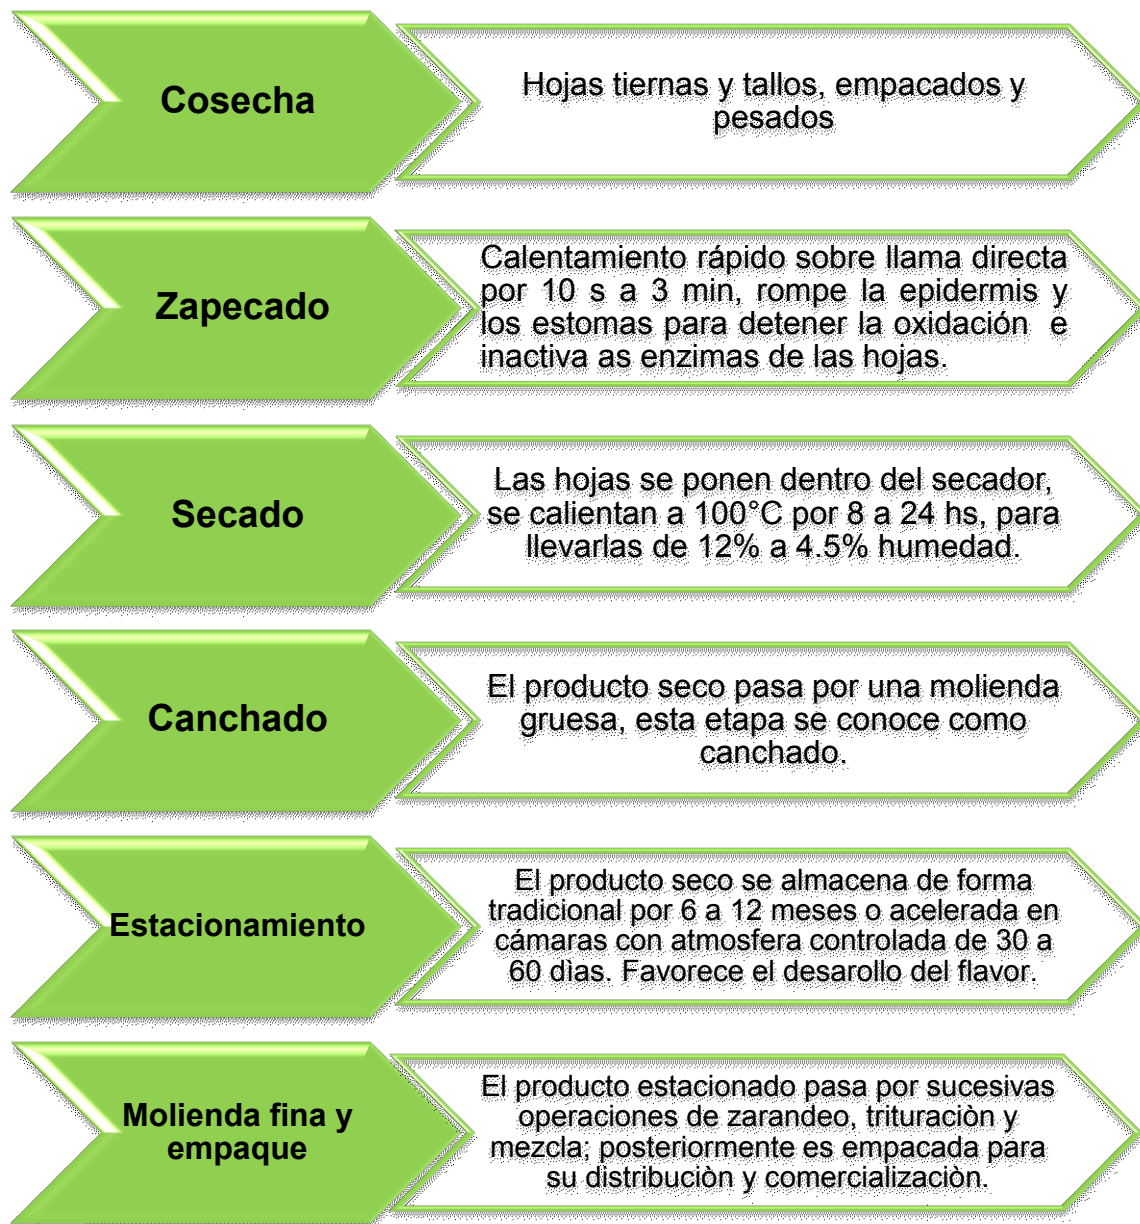 Cosecha
Hojas tiernas y tallos, empacados y
pesados
Zapecado
Calentamiento rápido sobre llama directa
por 10 s a 3 min, rompe la epidermis y
los estomas para detener la oxidación e
inactiva as enzimas de las hojas.
Secado
Las hojas se ponen dentro del secador,
se calientan a 100°C por 8 a 24 hs, para
llevarlas de 12% a 4.5% humedad.
Canchado
El producto seco pasa por una molienda
gruesa, esta etapa se conoce como
canchado.
Estacionamiento
El producto seco se almacena de forma
tradicional por 6 a 12 meses o acelerada en
cámaras con atmosfera controlada de 30 a
60 dìas. Favorece el desarollo del flavor.
Molienda fina y
empaque
El producto estacionado pasa por sucesivas
operaciones de zarandeo, trituraciòn y
mezcla; posteriormente es empacada para
su distribuciòn y comercializaciòn.